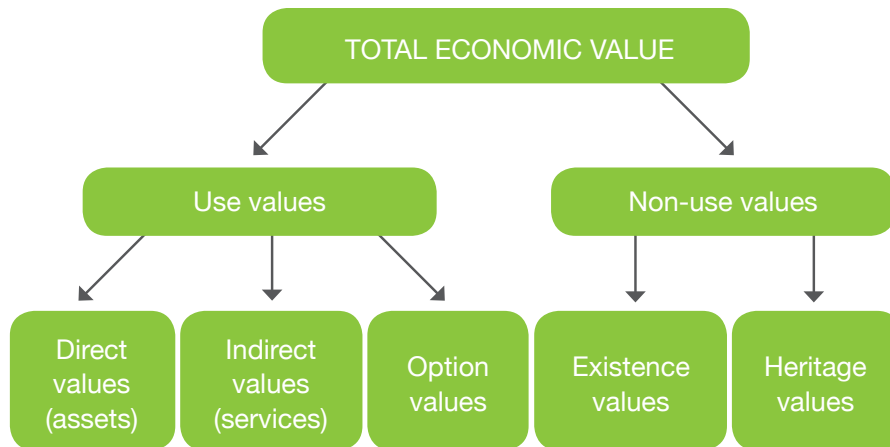 TOTAL ECONOMIC VALUE
Use values
Non-use values
Direct
values
(assets)
Indirect
values
(services)
Option
values
Existence
values
Heritage
values